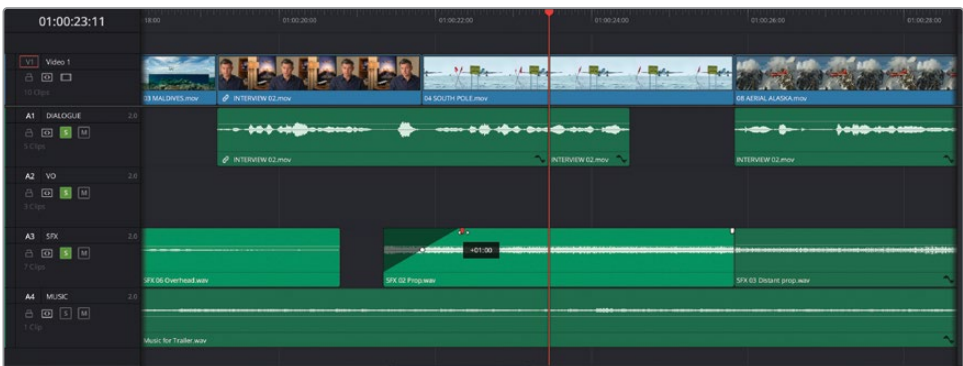 01:00:23:11
18:00 01:00:20:00 01:00:22:00 01:00:24:00 01:00:26:00 01:00:28:00
V1 Video 1
10 Clips
03 MALDIVES.mov INTERVIEW 02.mov 04 SOUTH POLE.mov 08 AERIAL ALASKA.mov
A1 DIALOGUE 2.0
S M
5 Clips
INTERVIEW 02.mov INTERVIEW 02.mov INTERVIEW 02.mov
A2 VO 2.0
S M
3 Clips
A3 SFX 2.0
S M
7 Clips
+01:00
SFX 06 Overhead.wav SFX 02 Prop.wav SFX 03 Distant prop.wav
A4 MUSIC 2.0
S M
1 Clip
Music for Trailer.wav